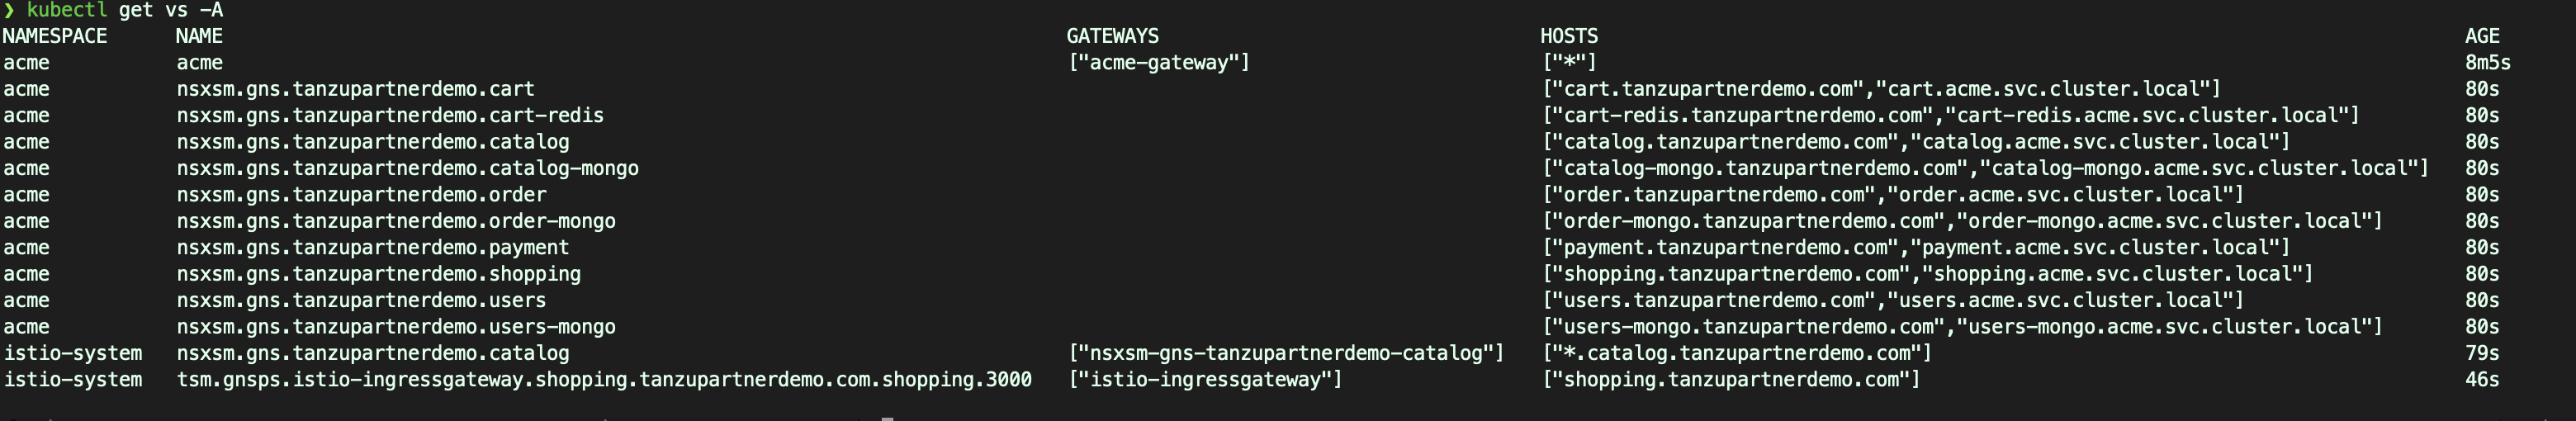 ❯ kubectl get vs -A
NAMESPACE NAME GATEWAYS HOSTS AGE
acme acme ["acme-gateway"] ["*"] 8m5s
acme nsxsm.gns.tanzupartnerdemo.cart ["cart.tanzupartnerdemo.com","cart.acme.svc.cluster.local"] 80s
acme nsxsm.gns.tanzupartnerdemo.cart-redis ["cart-redis.tanzupartnerdemo.com","cart-redis.acme.svc.cluster.local"] 80s
acme nsxsm.gns.tanzupartnerdemo.catalog ["catalog.tanzupartnerdemo.com","catalog.acme.svc.cluster.local"] 80s
acme nsxsm.gns.tanzupartnerdemo.catalog-mongo ["catalog-mongo.tanzupartnerdemo.com","catalog-mongo.acme.svc.cluster.local"] 80s
acme nsxsm.gns.tanzupartnerdemo.order ["order.tanzupartnerdemo.com","order.acme.svc.cluster.local"] 80s
acme nsxsm.gns.tanzupartnerdemo.order-mongo ["order-mongo.tanzupartnerdemo.com","order-mongo.acme.svc.cluster.local"] 80s
acme nsxsm.gns.tanzupartnerdemo.payment ["payment.tanzupartnerdemo.com","payment.acme.svc.cluster.local"] 80s
acme nsxsm.gns.tanzupartnerdemo.shopping ["shopping.tanzupartnerdemo.com","shopping.acme.svc.cluster.local"] 80s
acme nsxsm.gns.tanzupartnerdemo.users ["users.tanzupartnerdemo.com","users.acme.svc.cluster.local"] 80s
acme nsxsm.gns.tanzupartnerdemo.users-mongo ["users-mongo.tanzupartnerdemo.com","users-mongo.acme.svc.cluster.local"] 80s
istio-system nsxsm.gns.tanzupartnerdemo.catalog ["nsxsm-gns-tanzupartnerdemo-catalog"] ["*.catalog.tanzupartnerdemo.com"] 79s
istio-system tsm.gnsps.istio-ingressgateway.shopping.tanzupartnerdemo.com.shopping.3000 ["istio-ingressgateway"] ["shopping.tanzupartnerdemo.com"] 46s